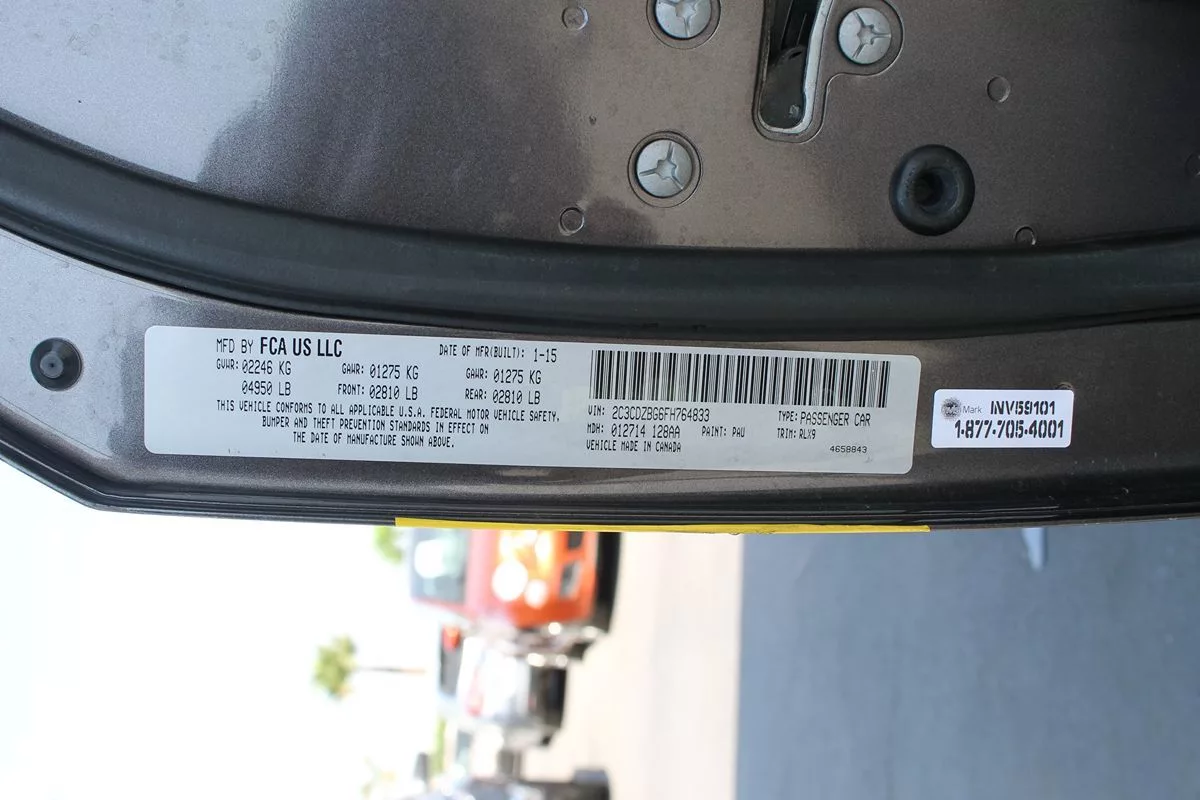 MFD BY FCA US LLC
DATE OF MFR(BUILT): 1-15
GVWR: 02246 KG GAWR: 01275 KG GAWR: 01275 KG
04950 LB FRONT: 02810 LB REAR: 02810 LB
THIS VEHICLE CONFORMS TO ALL APPLICABLE U.S.A. FEDERAL MOTOR VEHICLE SAFETY,
BUMPER AND THEFT PREVENTION STANDARDS IN EFFECT ON
THE DATE OF MANUFACTURE SHOWN ABOVE.
VIN: 2C3CDZBG6FH764833 TYPE: PASSENGER CAR
MDH: 012714 128AA PAINT: PAU TRIM: RLX9
VEHICLE MADE IN CANADA 4658843
Mark INV59101
1-877-705-4001